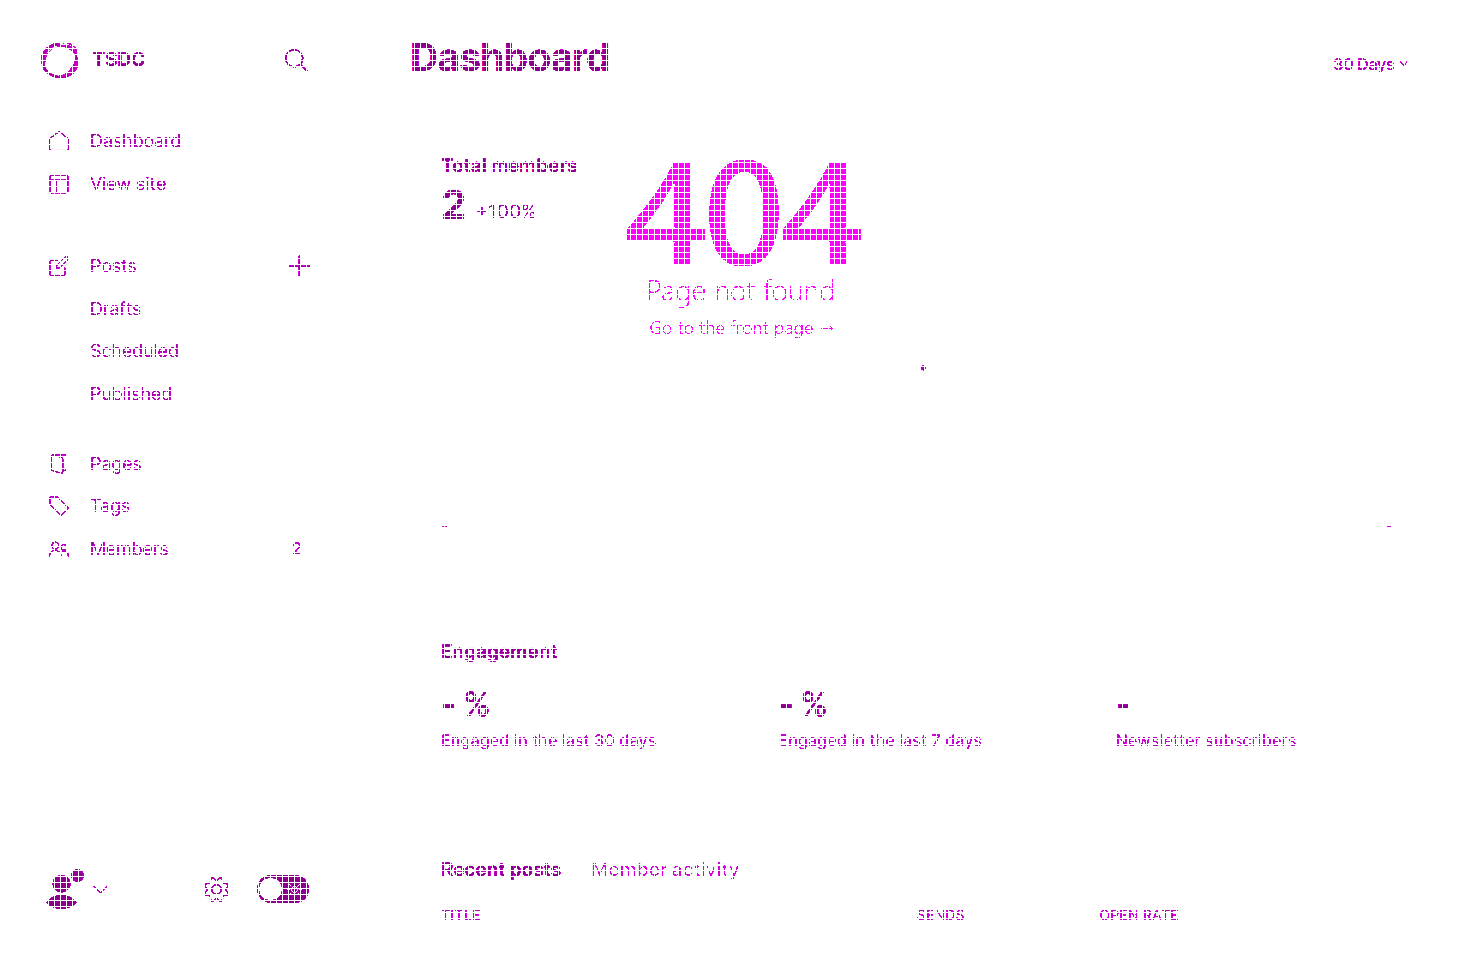 TSDC
Dashboard
View site
Posts
Drafts
Scheduled
Published
Pages
Tags
Members 2
Dashboard
30 Days
Total members
2 +100%
404
Page not found
Go to the front page →
Engagement
- %
Engaged in the last 30 days
- %
Engaged in the last 7 days
-
Newsletter subscribers
Recent posts Member activity
TITLE SENDS OPEN RATE